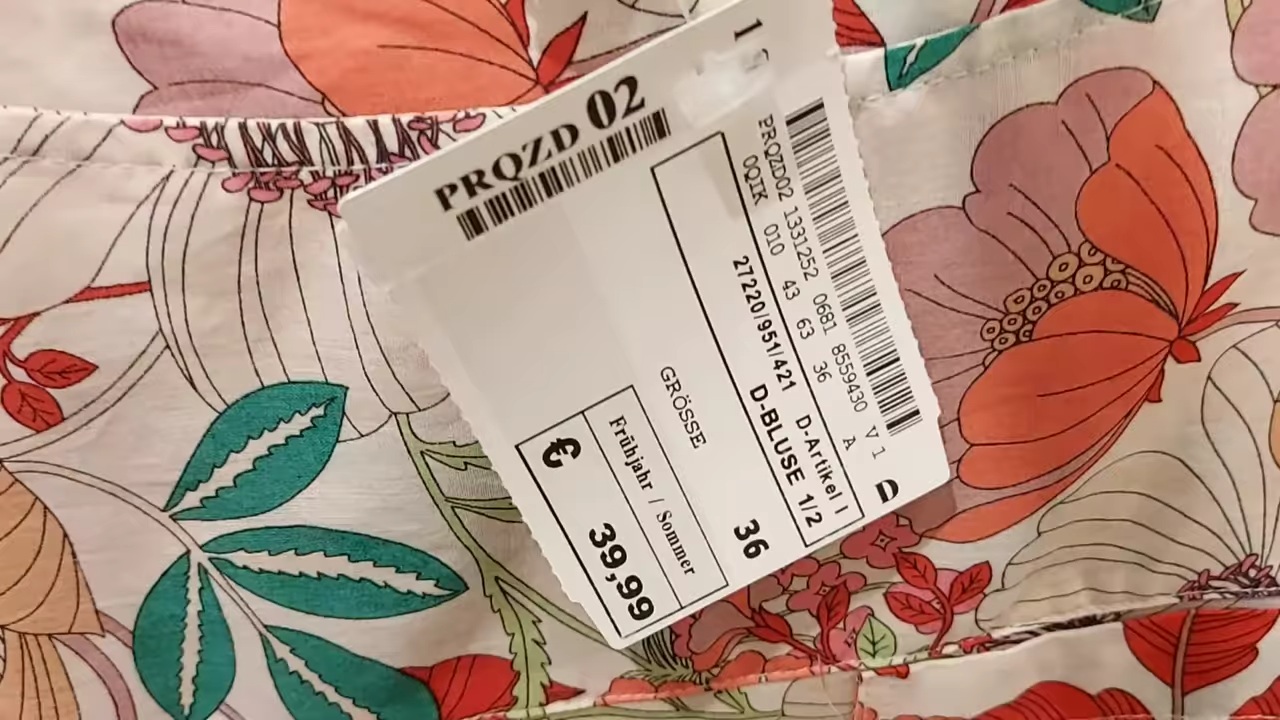 PRQZD 02
PRQZD02 1331252 0681 8559430 V 1
0QIK 010 43 63 36 A
27220/951/421 D-Artikel I
D-BLUSE 1/2
GRÖSSE 36
Frühjahr / Sommer
€ 39,99